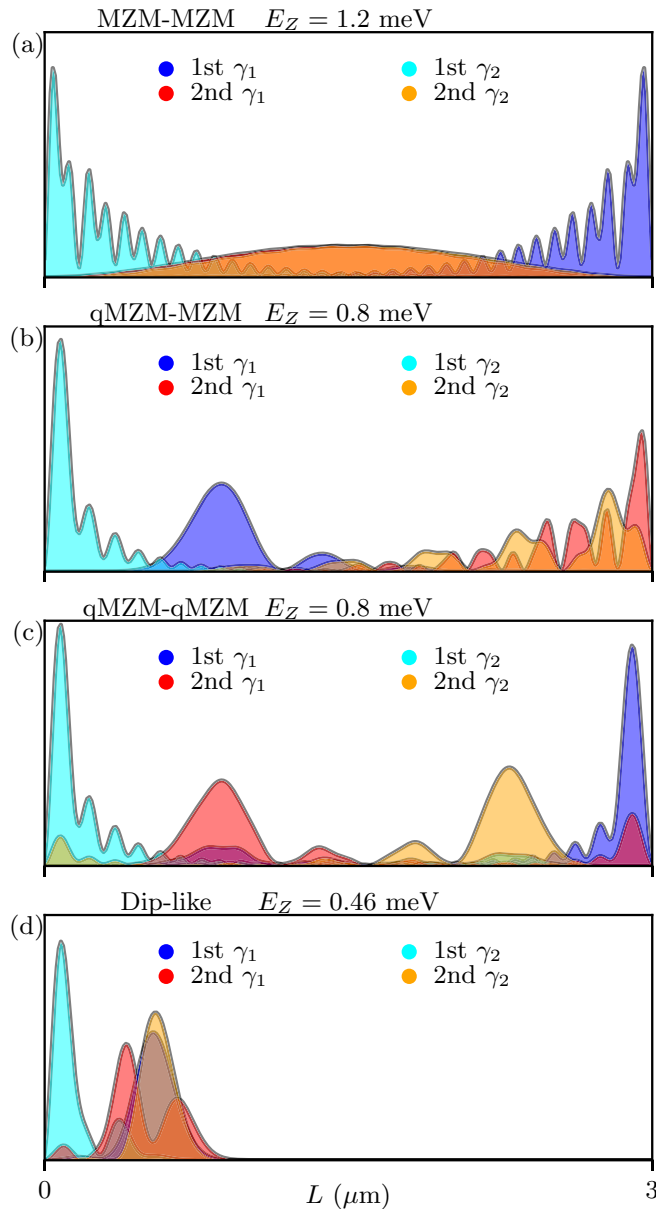 (a) MZM-MZM E_Z = 1.2 meV
1st γ₁ 1st γ₂
2nd γ₁ 2nd γ₂
(b) qMZM-MZM E_Z = 0.8 meV
1st γ₁ 1st γ₂
2nd γ₁ 2nd γ₂
(c) qMZM-qMZM E_Z = 0.8 meV
1st γ₁ 1st γ₂
2nd γ₁ 2nd γ₂
(d) Dip-like E_Z = 0.46 meV
1st γ₁ 1st γ₂
2nd γ₁ 2nd γ₂
0 L (μm) 3